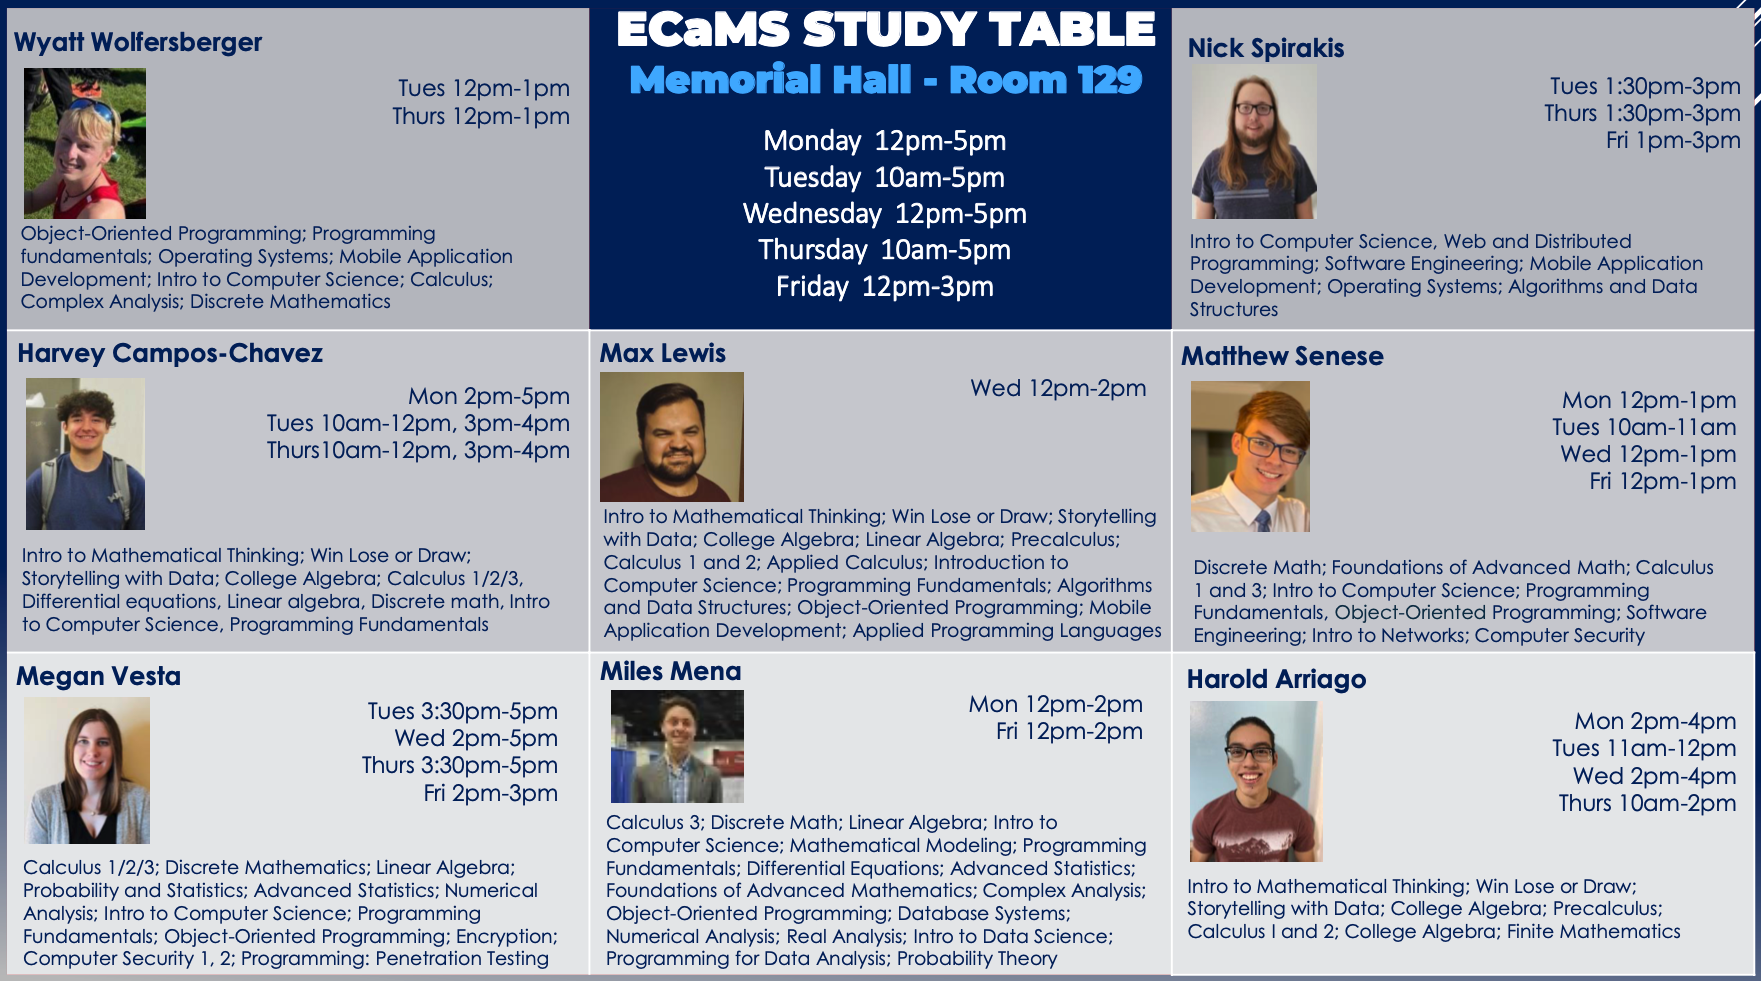 Wyatt Wolfersberger
Tues 12pm-1pm
Thurs 12pm-1pm
Object-Oriented Programming; Programming
fundamentals; Operating Systems; Mobile Application
Development; Intro to Computer Science; Calculus;
Complex Analysis; Discrete Mathematics
ECaMS STUDY TABLE
Memorial Hall - Room 129
Monday 12pm-5pm
Tuesday 10am-5pm
Wednesday 12pm-5pm
Thursday 10am-5pm
Friday 12pm-3pm
Nick Spirakis
Tues 1:30pm-3pm
Thurs 1:30pm-3pm
Fri 1pm-3pm
Intro to Computer Science, Web and Distributed
Programming; Software Engineering; Mobile Application
Development; Operating Systems; Algorithms and Data
Structures
Harvey Campos-Chavez
Mon 2pm-5pm
Tues 10am-12pm, 3pm-4pm
Thurs10am-12pm, 3pm-4pm
Intro to Mathematical Thinking; Win Lose or Draw;
Storytelling with Data; College Algebra; Calculus 1/2/3,
Differential equations, Linear algebra, Discrete math, Intro
to Computer Science, Programming Fundamentals
Max Lewis
Wed 12pm-2pm
Intro to Mathematical Thinking; Win Lose or Draw; Storytelling
with Data; College Algebra; Linear Algebra; Precalculus;
Calculus 1 and 2; Applied Calculus; Introduction to
Computer Science; Programming Fundamentals; Algorithms
and Data Structures; Object-Oriented Programming; Mobile
Application Development; Applied Programming Languages
Matthew Senese
Mon 12pm-1pm
Tues 10am-11am
Wed 12pm-1pm
Fri 12pm-1pm
Discrete Math; Foundations of Advanced Math; Calculus
1 and 3; Intro to Computer Science; Programming
Fundamentals, Object-Oriented Programming; Software
Engineering; Intro to Networks; Computer Security
Megan Vesta
Tues 3:30pm-5pm
Wed 2pm-5pm
Thurs 3:30pm-5pm
Fri 2pm-3pm
Calculus 1/2/3; Discrete Mathematics; Linear Algebra;
Probability and Statistics; Advanced Statistics; Numerical
Analysis; Intro to Computer Science; Programming
Fundamentals; Object-Oriented Programming; Encryption;
Computer Security 1, 2; Programming: Penetration Testing
Miles Mena
Mon 12pm-2pm
Fri 12pm-2pm
Calculus 3; Discrete Math; Linear Algebra; Intro to
Computer Science; Mathematical Modeling; Programming
Fundamentals; Differential Equations; Advanced Statistics;
Foundations of Advanced Mathematics; Complex Analysis;
Object-Oriented Programming; Database Systems;
Numerical Analysis; Real Analysis; Intro to Data Science;
Programming for Data Analysis; Probability Theory
Harold Arriago
Mon 2pm-4pm
Tues 11am-12pm
Wed 2pm-4pm
Thurs 10am-2pm
Intro to Mathematical Thinking; Win Lose or Draw;
Storytelling with Data; College Algebra; Precalculus;
Calculus I and 2; College Algebra; Finite Mathematics